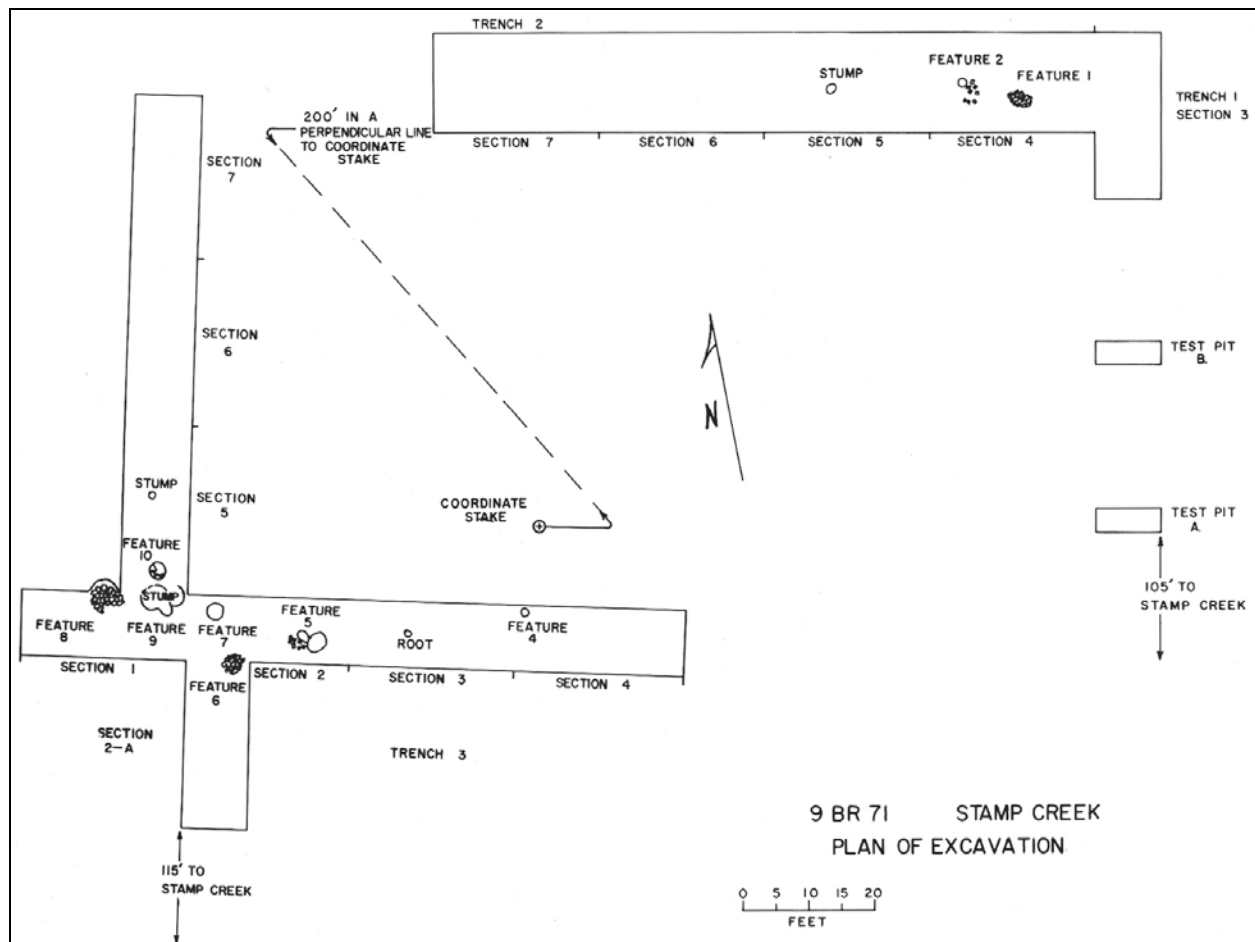 TRENCH 2
FEATURE 2
STUMP
FEATURE 1
TRENCH 1
SECTION 3
200' IN A
PERPENDICULAR LINE
TO COORDINATE
STAKE
SECTION 7
SECTION 6
SECTION 5
SECTION 4
SECTION
7
SECTION
6
N
TEST PIT
B.
STUMP
SECTION
5
COORDINATE
STAKE
TEST PIT
A.
FEATURE
10
105' TO
STAMP CREEK
STUMP
FEATURE
8
FEATURE
9
FEATURE
7
FEATURE
5
ROOT
FEATURE
4
SECTION 1
SECTION 2
SECTION 3
SECTION 4
FEATURE
6
SECTION
2-A
TRENCH 3
9 BR 71 STAMP CREEK
PLAN OF EXCAVATION
115' TO
STAMP CREEK
0 5 10 15 20
FEET